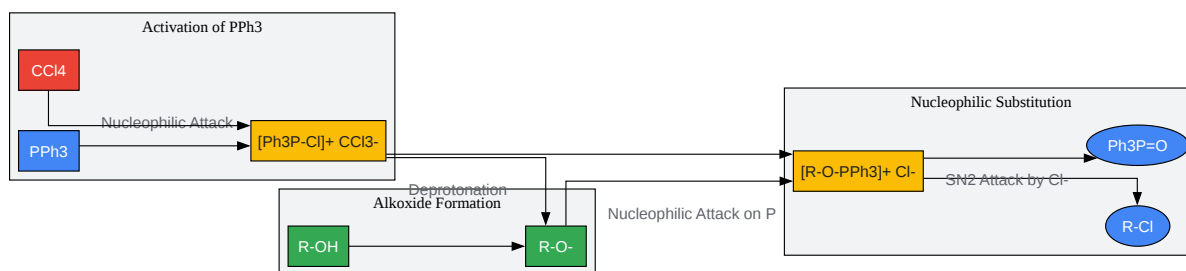 Activation of PPh3
CCl4
Nucleophilic Attack
PPh3
[Ph3P-Cl]+ CCl3-
Deprotonation
Alkoxide Formation
R-OH
R-O-
Nucleophilic Attack on P
Nucleophilic Substitution
[R-O-PPh3]+ Cl-
SN2 Attack by Cl-
Ph3P=O
R-Cl